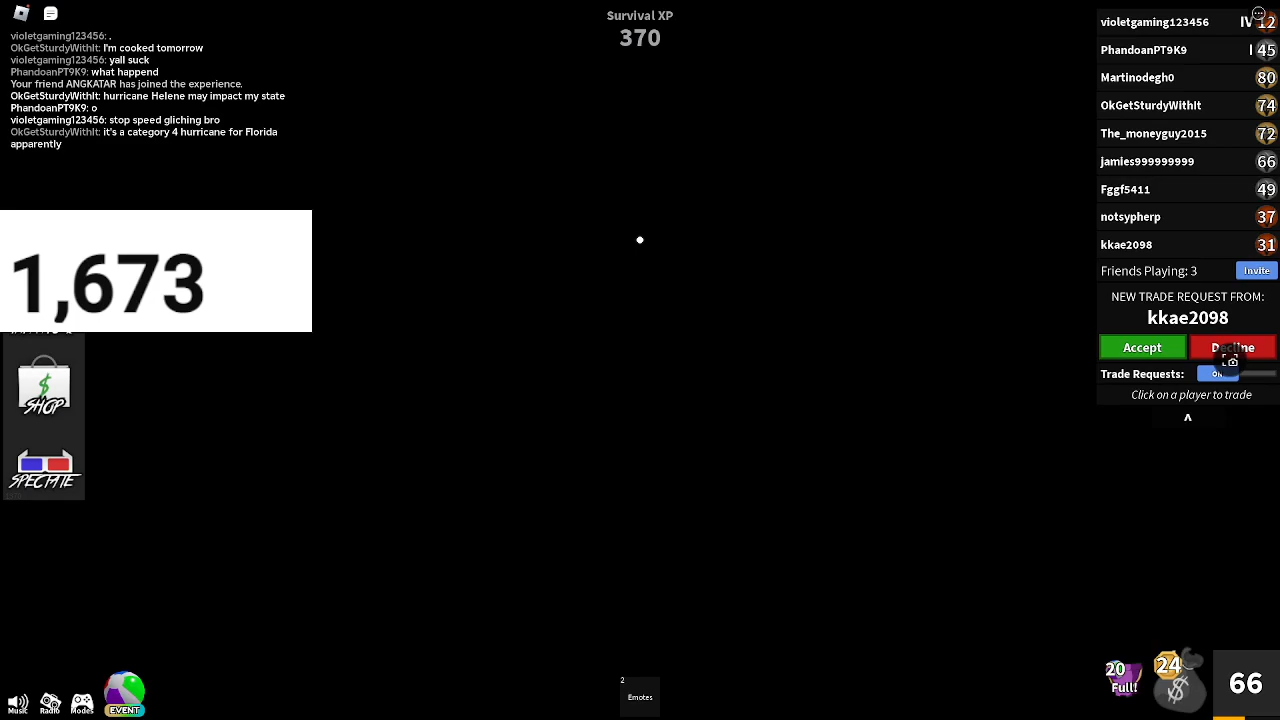 Survival XP
370
violetgaming123456: .
OkGetSturdyWithIt: I'm cooked tomorrow
violetgaming123456: yall suck
PhandoanPT9K9: what happend
Your friend ANGKATAR has joined the experience.
OkGetSturdyWithIt: hurricane Helene may impact my state
PhandoanPT9K9: o
violetgaming123456: stop speed gliching bro
OkGetSturdyWithIt: it's a category 4 hurricane for Florida
apparently
1,673
SHOP
SPECTATE
violetgaming123456 IV 12
PhandoanPT9K9 I 45
Martinodegh0 80
OkGetSturdyWithIt 74
The_moneyguy2015 72
jamies999999999 66
Fggf5411 49
notsypherp 37
kkae2098 31
Friends Playing: 3 Invite
NEW TRADE REQUEST FROM:
kkae2098
Accept Decline
Trade Requests: ON
Click on a player to trade
Music Radio Modes EVENT
2
Emotes
20
Full!
24
66